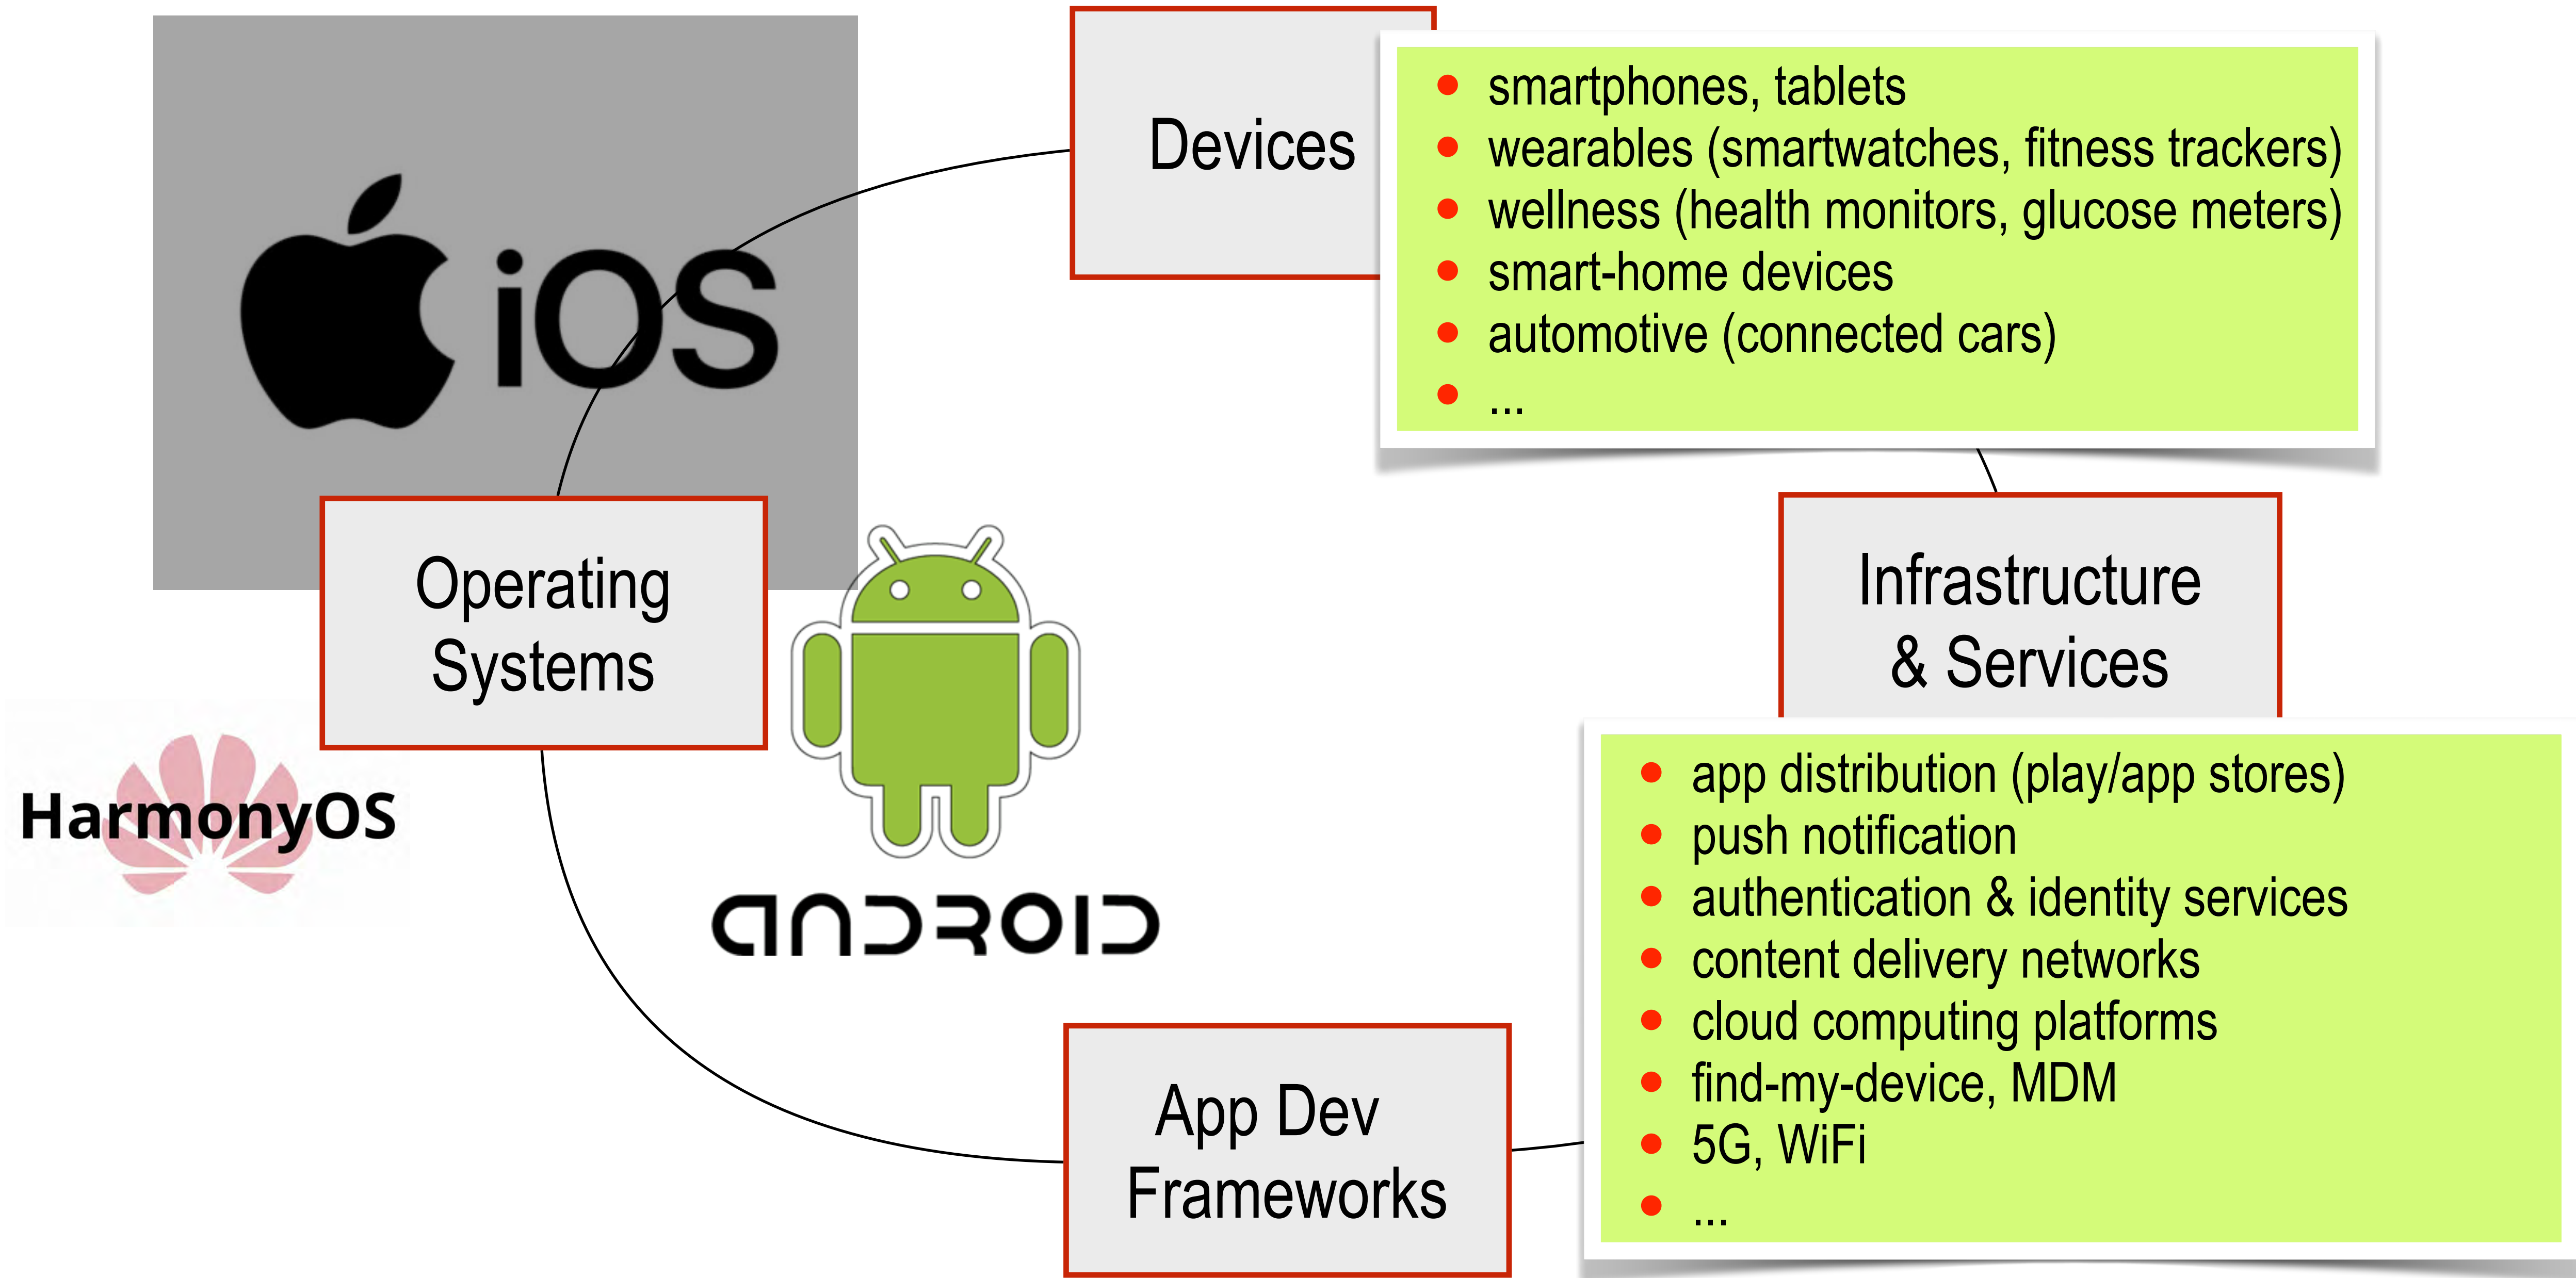 Devices
• smartphones, tablets
• wearables (smartwatches, fitness trackers)
• wellness (health monitors, glucose meters)
• smart-home devices
• automotive (connected cars)
• ...
iOS
Operating
Systems
HarmonyOS
ANDROID
Infrastructure
& Services
• app distribution (play/app stores)
• push notification
• authentication & identity services
• content delivery networks
• cloud computing platforms
• find-my-device, MDM
• 5G, WiFi
• ...
App Dev
Frameworks